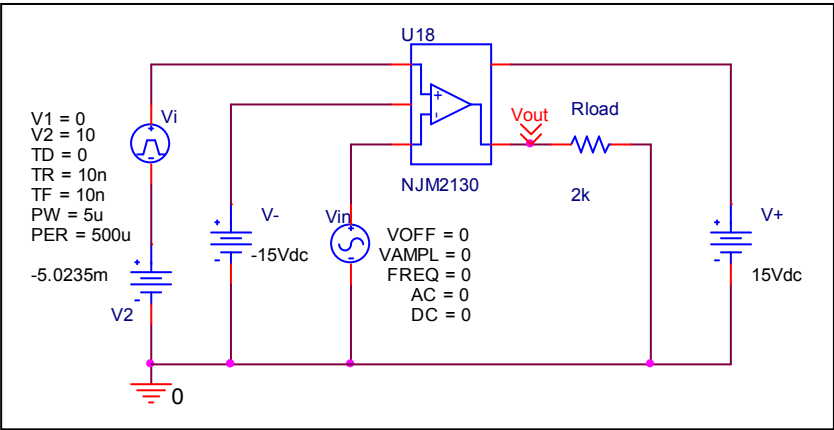 U18
V1 = 0
V2 = 10
TD = 0
TR = 10n
TF = 10n
PW = 5u
PER = 500u
Vi
+
-
+
-
Vout
Rload
2k
NJM2130
-5.0235m
+
-
V2
V-
+
-
-15Vdc
Vin
+
-
VOFF = 0
VAMPL = 0
FREQ = 0
AC = 0
DC = 0
V+
+
-
15Vdc
0